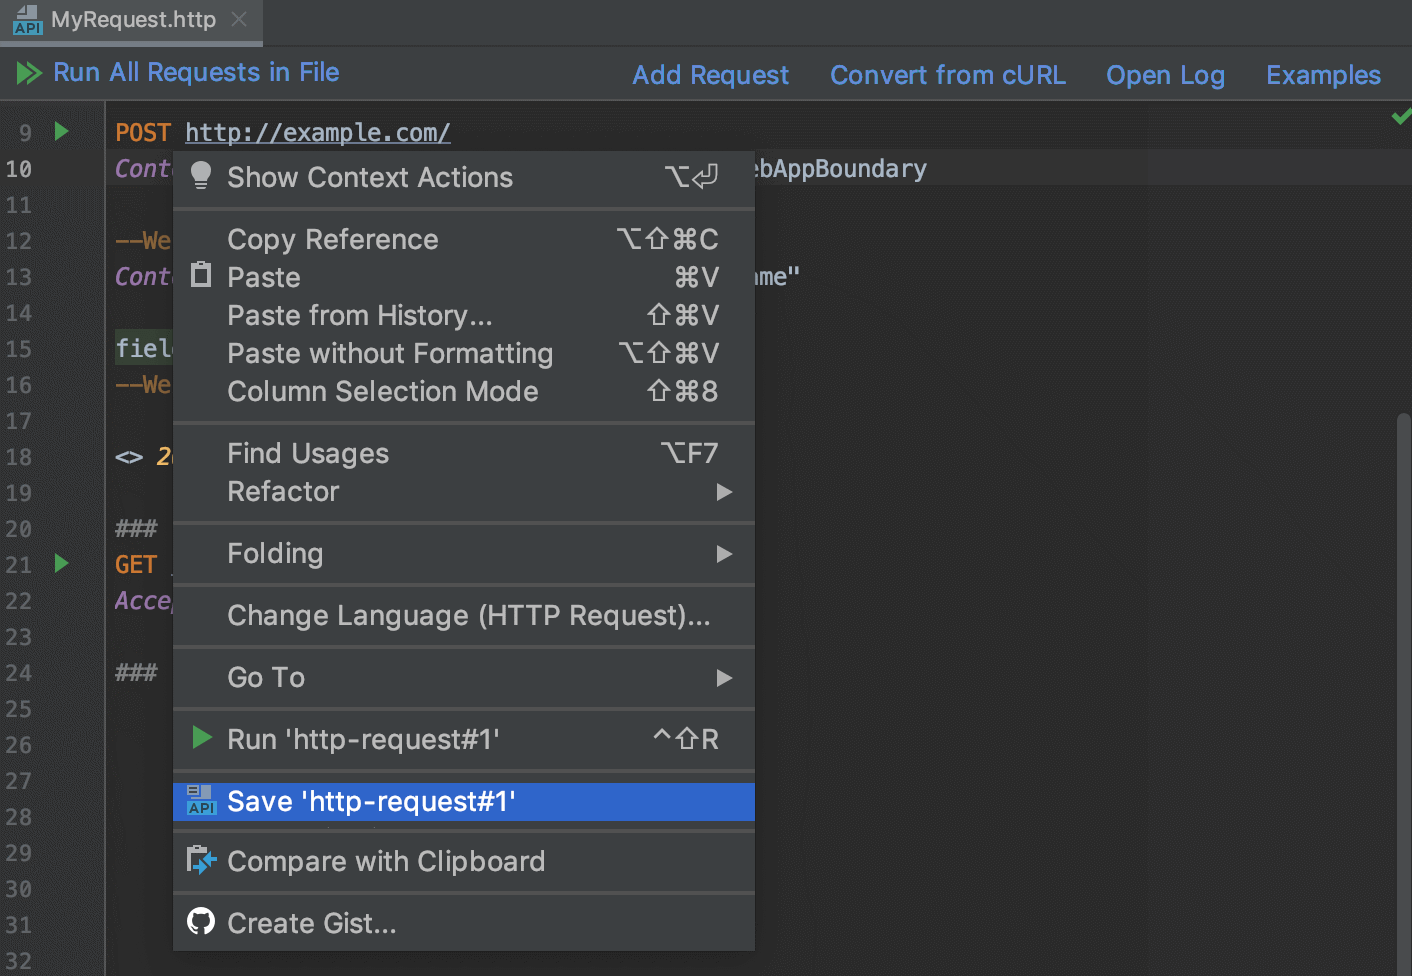 MyRequest.http
Run All Requests in File Add Request Convert from cURL Open Log Examples
9 POST http://example.com/
10 Cont ebAppBoundary
11
12 --We
13 Cont me"
14
15 fiel
16 --We
17
18 <> 2
19
20 ###
21 GET
22 Acce
23
24 ###
25
26
27
28
29
30
31
32
Show Context Actions ⌥⏎
Copy Reference ⌥⇧⌘C
Paste ⌘V
Paste from History... ⇧⌘V
Paste without Formatting ⌥⇧⌘V
Column Selection Mode ⇧⌘8
Find Usages ⌥F7
Refactor
Folding
Change Language (HTTP Request)...
Go To
Run 'http-request#1' ^⇧R
API Save 'http-request#1'
Compare with Clipboard
Create Gist...